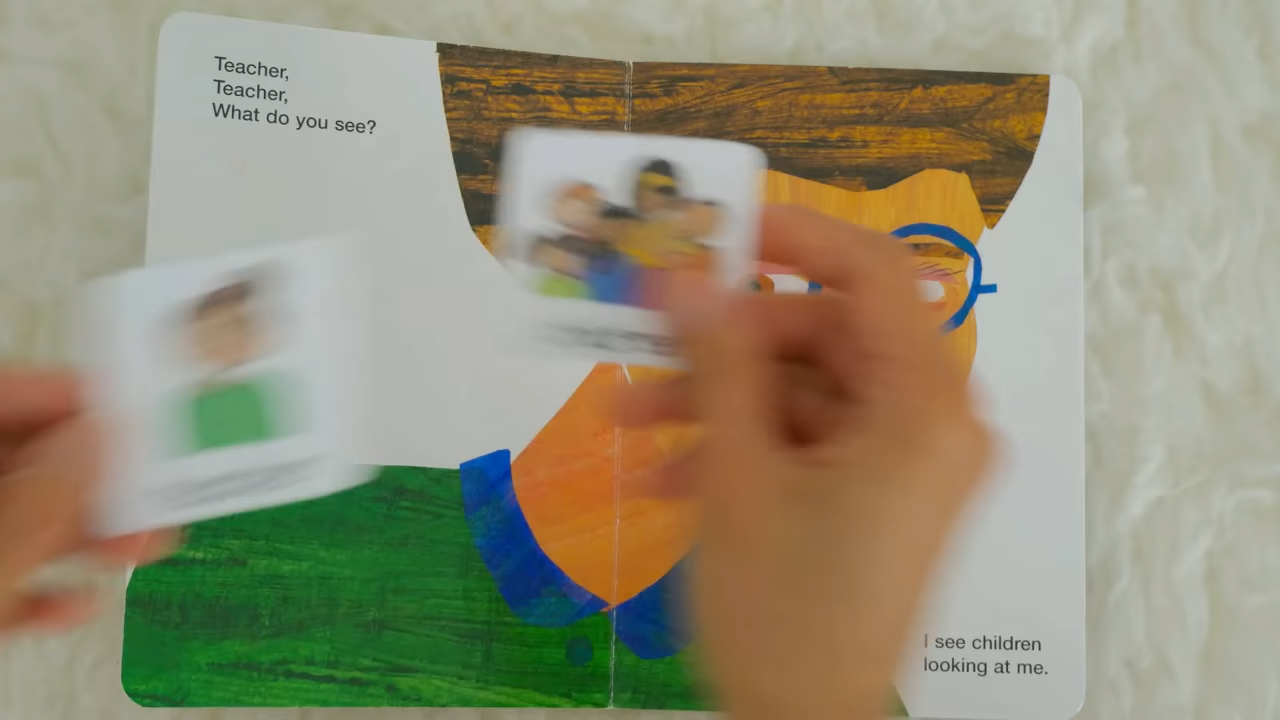 Teacher,
Teacher,
What do you see?
I see children
looking at me.